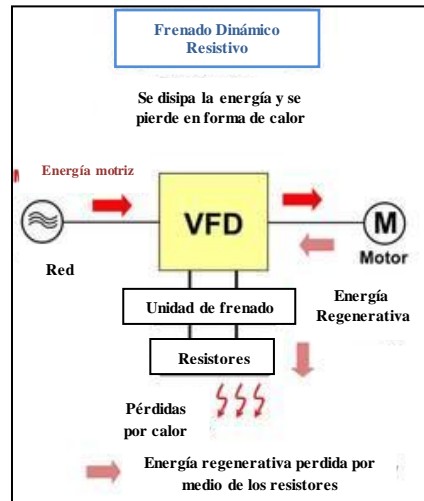 Frenado Dinámico
Resistivo
Se disipa la energía y se
pierde en forma de calor
Energía motriz
VFD
M
Motor
Red
Unidad de frenado
Energía
Regenerativa
Resistores
Pérdidas
por calor
Energía regenerativa perdida por
medio de los resistores